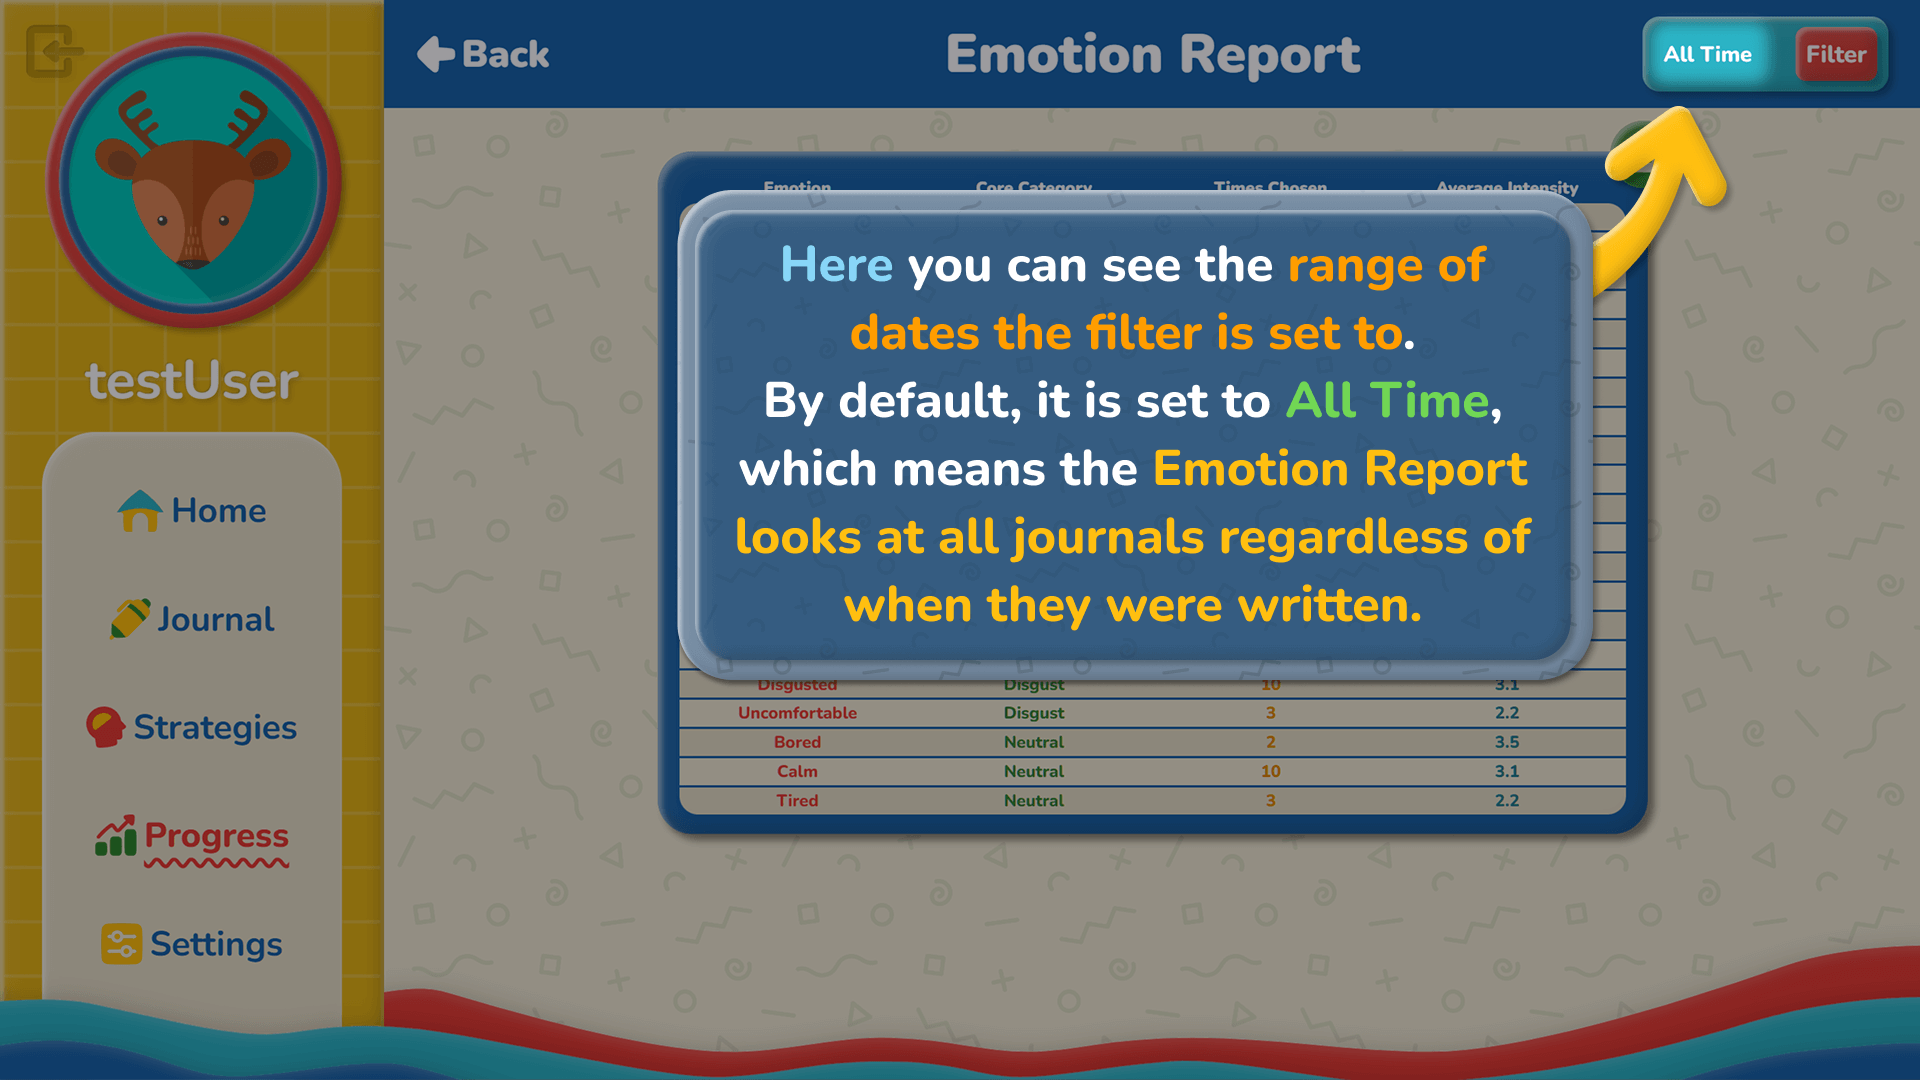 Back
Emotion Report
All Time
Filter
testUser
Home
Journal
Strategies
Progress
Settings
Emotion Core Category Times Chosen Average Intensity
Here you can see the range of
dates the filter is set to.
By default, it is set to All Time,
which means the Emotion Report
looks at all journals regardless of
when they were written.
Disgusted Disgust 10 3.1
Uncomfortable Disgust 3 2.2
Bored Neutral 2 3.5
Calm Neutral 10 3.1
Tired Neutral 3 2.2